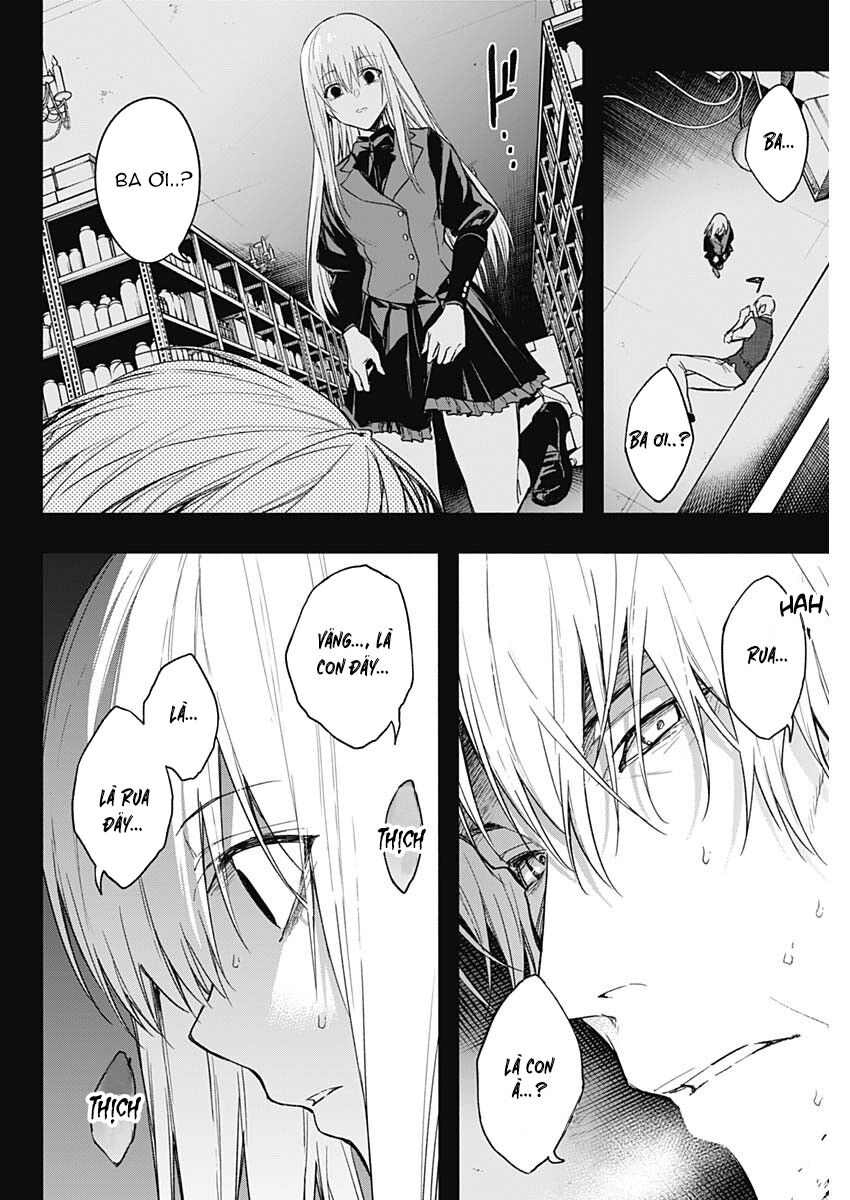 BA...
BA ƠI..?
ド
BA ƠI..?
HAH
RUA...
LÀ CON
À...?
VÂNG..., LÀ
CON ĐÂY...
THỊCH
LÀ...
LÀ RUA
ĐÂY...
THỊCH